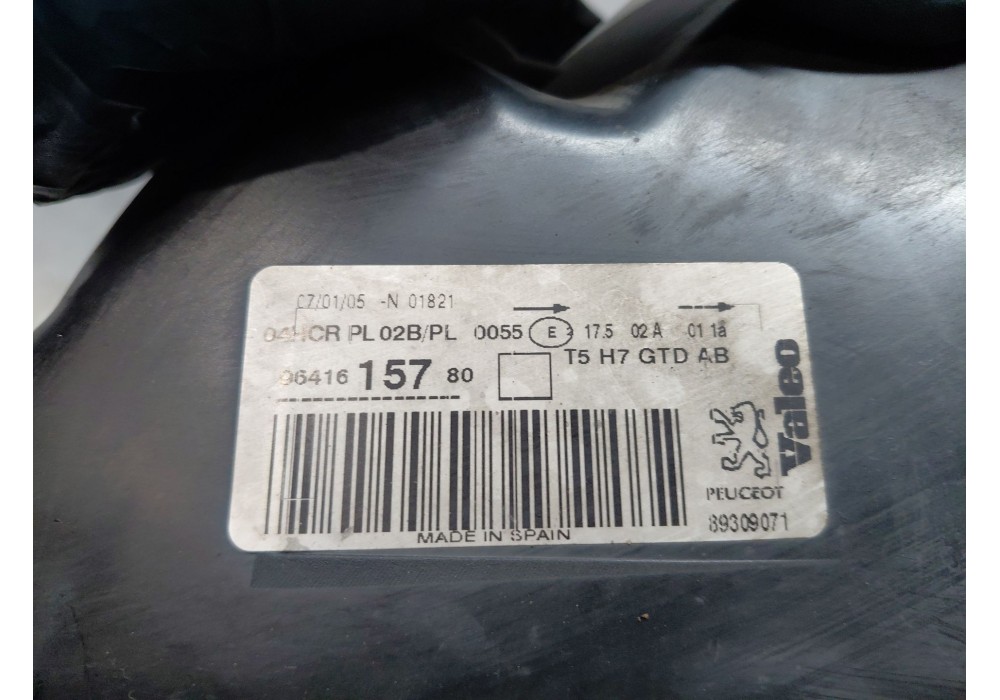 07/01/05 -N 01821
04HCR PL 02B/PL 0055 E 2 17.5 02 A 01 1a
96416 157 80
T5 H7 GTD AB
Valeo
PEUGEOT
89309071
MADE IN SPAIN